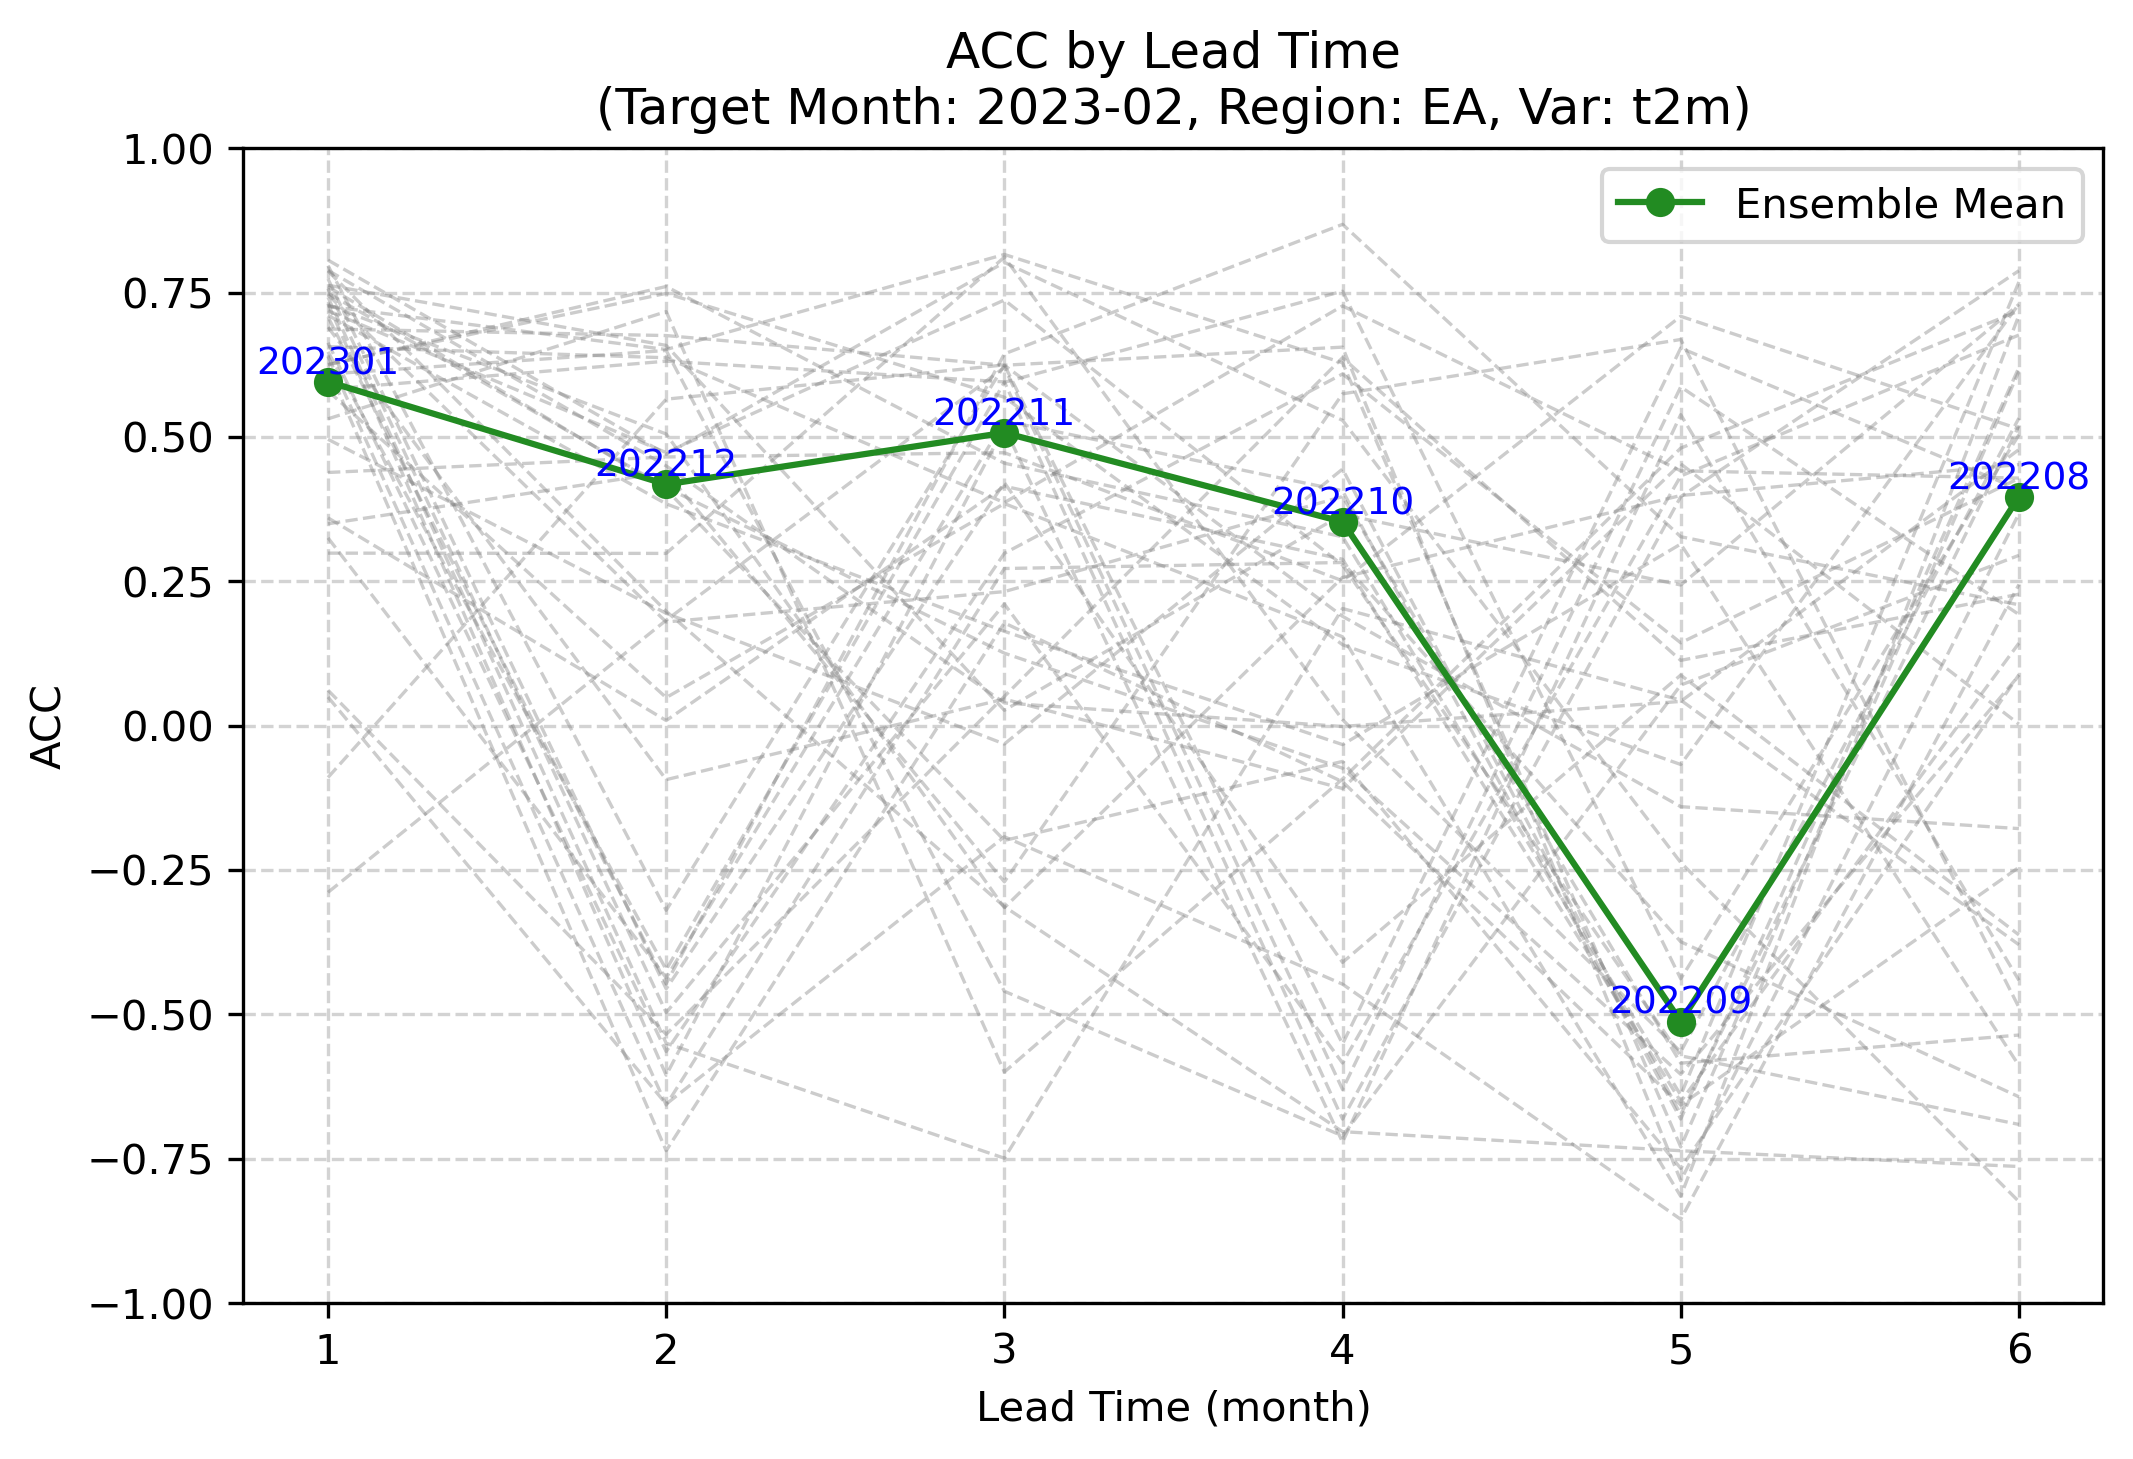 ACC by Lead Time
(Target Month: 2023-02, Region: EA, Var: t2m)
1.00
0.75
0.50
0.25
0.00
−0.25
−0.50
−0.75
−1.00
ACC
Ensemble Mean
202301
202212
202211
202210
202209
202208
1 2 3 4 5 6
Lead Time (month)